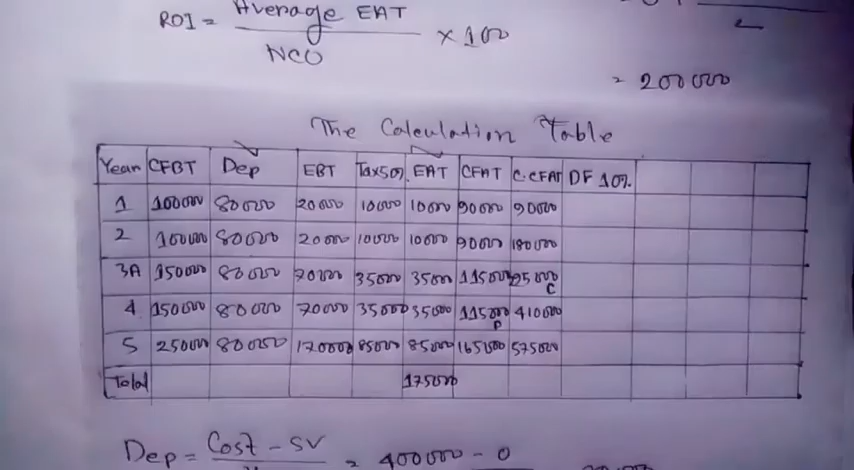 ROI = Average EAT × 100
NCO
2
= 200000
The Calculation Table
Year CFBT Dep EBT Tax50% EAT CFAT C.CFAT DF 10%
1 100000 80000 20000 10000 10000 90000 90000
2 100000 80000 20000 10000 10000 90000 180000
3A 150000 80000 70000 35000 35000 115000 295000 C
4 150000 80000 70000 35000 35000 115000 D 410000
5 250000 80000 170000 85000 85000 165000 575000
Total 175000
Dep = Cost - SV = 400000 - 0